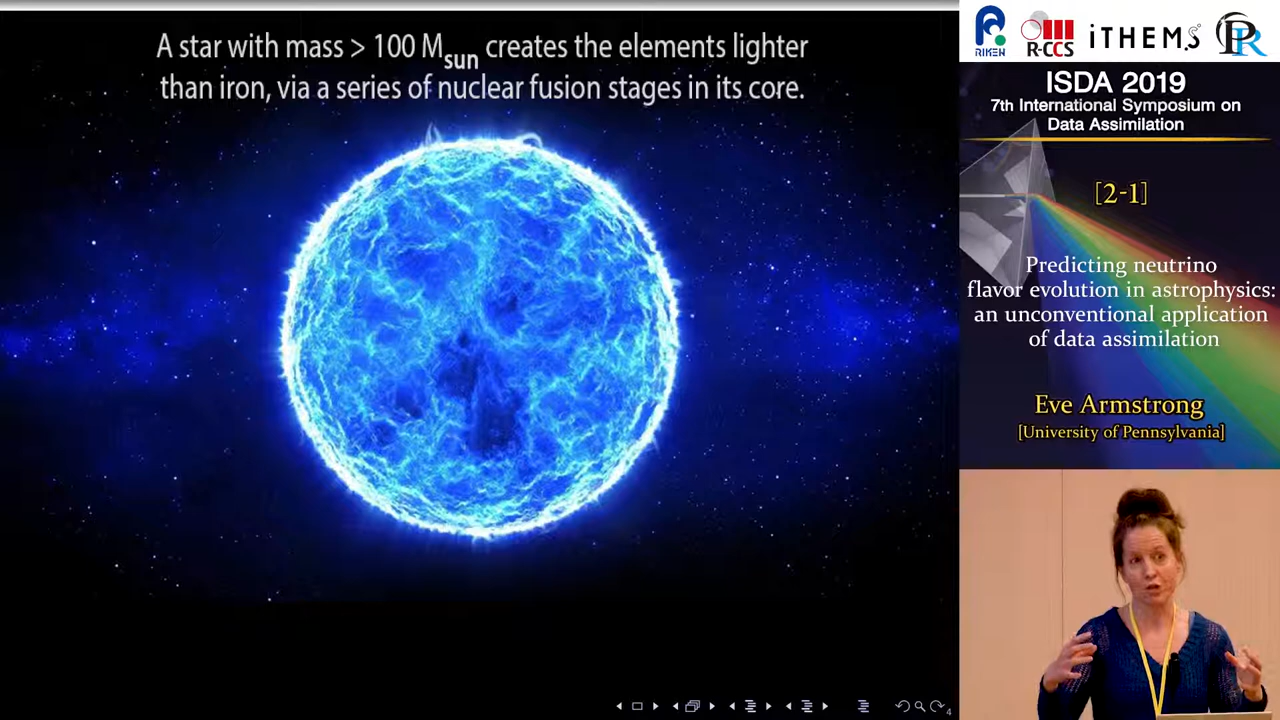 A star with mass > 100 Msun creates the elements lighter
than iron, via a series of nuclear fusion stages in its core.
RIKEN
R-CCS
iTHEMS
R
ISDA 2019
7th International Symposium on
Data Assimilation
[2-1]
Predicting neutrino
flavor evolution in astrophysics:
an unconventional application
of data assimilation
Eve Armstrong
[University of Pennsylvania]
4